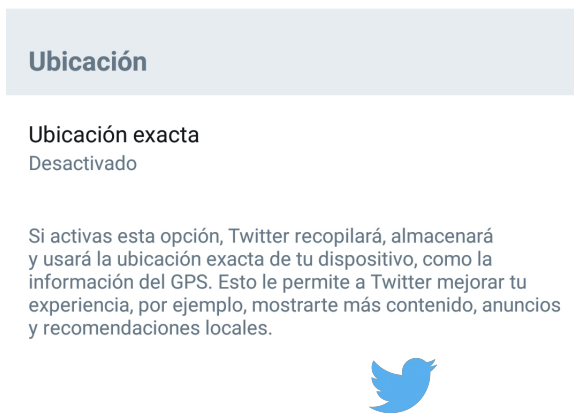 Ubicación
Ubicación exacta
Desactivado
Si activas esta opción, Twitter recopilará, almacenará
y usará la ubicación exacta de tu dispositivo, como la
información del GPS. Esto le permite a Twitter mejorar tu
experiencia, por ejemplo, mostrarte más contenido, anuncios
y recomendaciones locales.